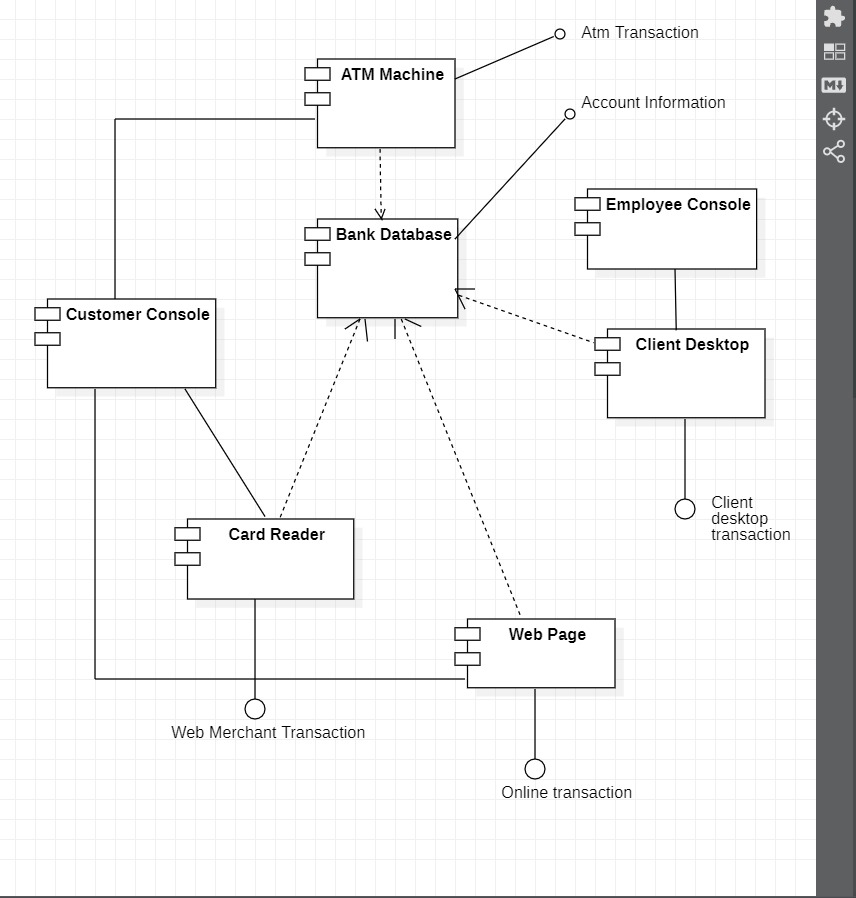 Atm Transaction
ATM Machine
Account Information
Employee Console
Bank Database
Customer Console
Client Desktop
Client
desktop
transaction
Card Reader
Web Page
Web Merchant Transaction
Online transaction
M